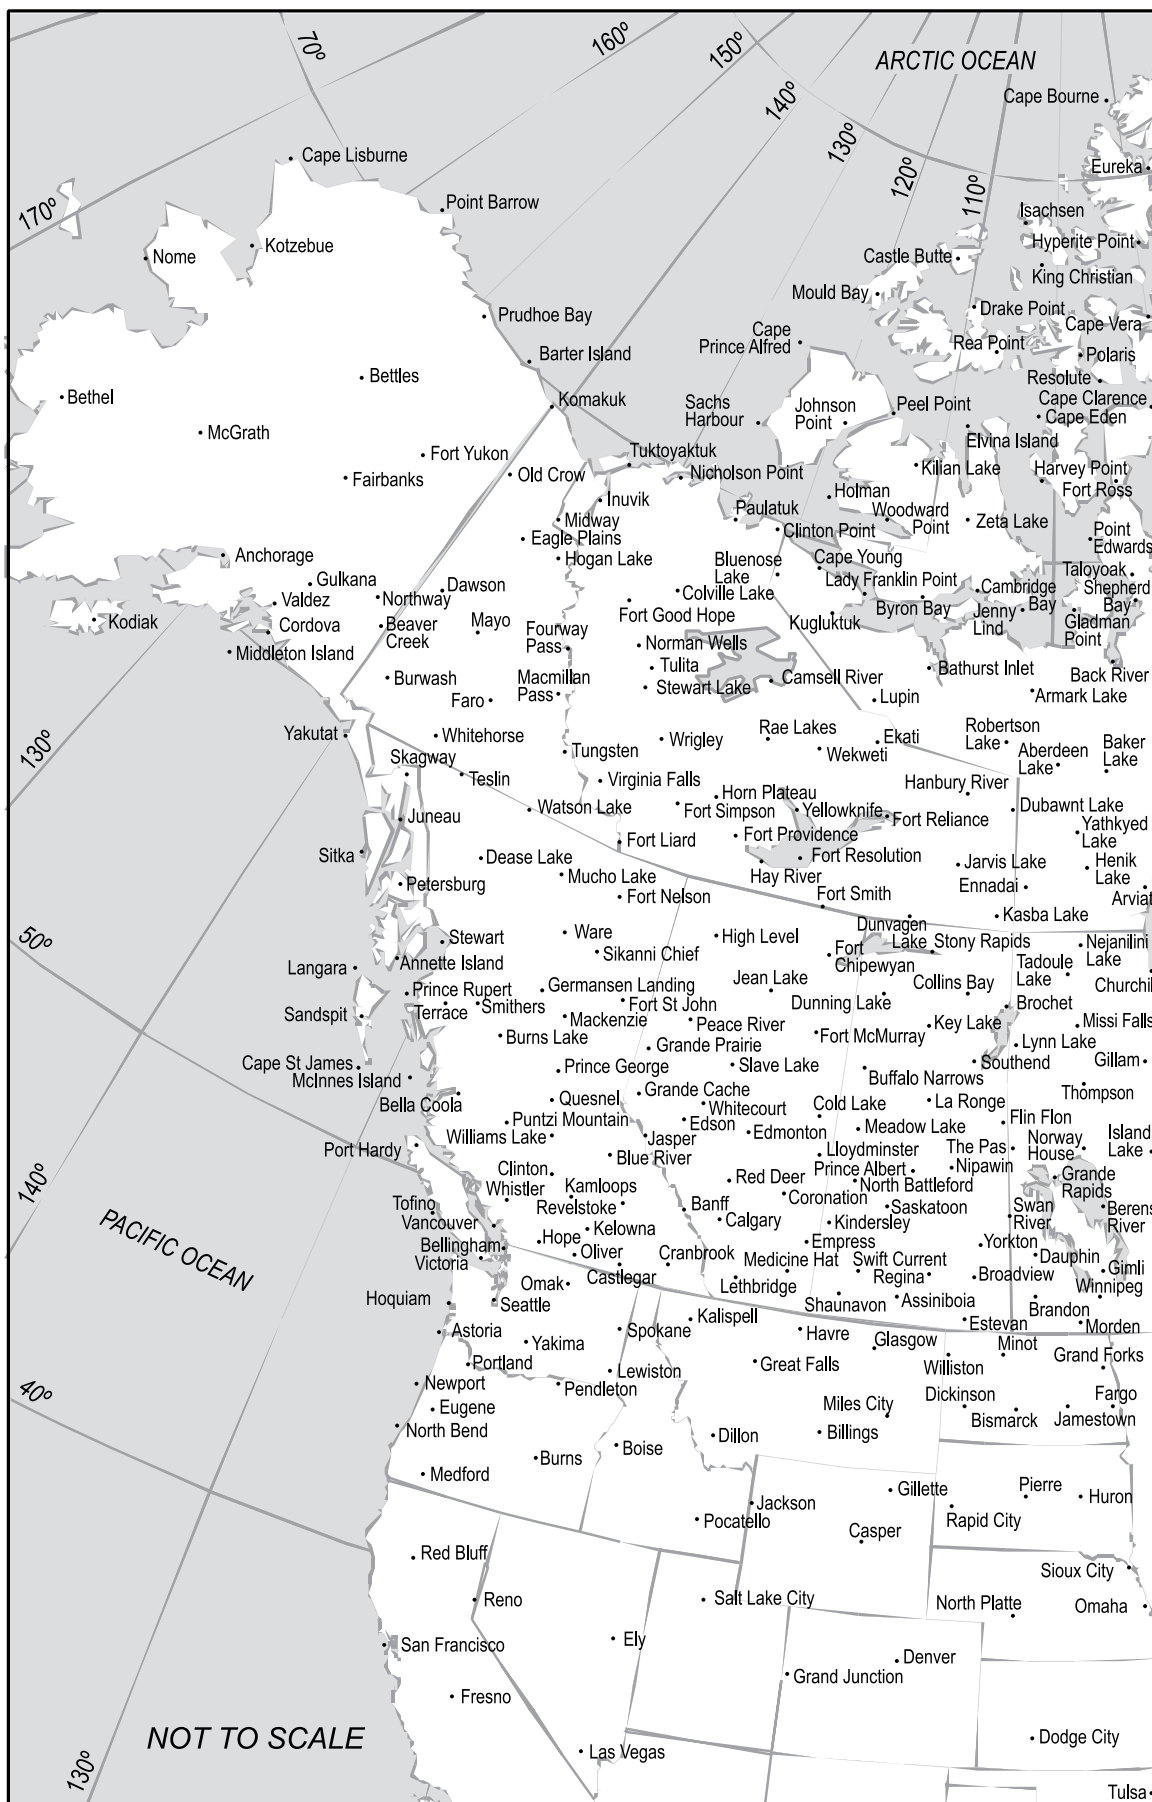 70º
160º
150º
ARCTIC OCEAN
140º
Cape Bourne
130º
Cape Lisburne
120º
Eureka
110º
170º
Point Barrow
Isachsen
Kotzebue
Hyperite Point
Nome
Castle Butte
King Christian
Mould Bay
Drake Point
Prudhoe Bay
Cape
Prince Alfred
Cape Vera
Rea Point
Barter Island
Polaris
Bettles
Resolute
Bethel
Komakuk
Sachs
Harbour
Johnson
Point
Peel Point
Cape Clarence
Cape Eden
McGrath
Elvina Island
Fort Yukon
Tuktoyaktuk
Old Crow
Nicholson Point
Kilian Lake
Harvey Point
Fairbanks
Fort Ross
Inuvik
Holman
Paulatuk
Woodward
Point
Midway
Clinton Point
Zeta Lake
Point
Edwards
Eagle Plains
Anchorage
Hogan Lake
Bluenose
Lake
Cape Young
Taloyoak
Gulkana
Dawson
Lady Franklin Point
Cambridge
Bay
Shepherd
Bay
Valdez
Northway
Colville Lake
Byron Bay
Jenny
Lind
Kodiak
Fort Good Hope
Kugluktuk
Gladman
Point
Cordova
Beaver
Creek
Mayo
Fourway
Pass
Middleton Island
Norman Wells
Tulita
Bathurst Inlet
Back River
Burwash
Macmillan
Pass
Stewart Lake
Camsell River
Faro
Lupin
Armark Lake
Yakutat
Whitehorse
Wrigley
Rae Lakes
Ekati
Robertson
Lake
130º
Tungsten
Wekweti
Aberdeen
Lake
Baker
Lake
Skagway
Teslin
Virginia Falls
Hanbury River
Horn Plateau
Watson Lake
Fort Simpson
Yellowknife
Fort Reliance
Dubawnt Lake
Juneau
Yathkyed
Lake
Fort Liard
Fort Providence
Sitka
Dease Lake
Fort Resolution
Jarvis Lake
Henik
Lake
Mucho Lake
Hay River
Petersburg
Ennadai
Fort Nelson
Fort Smith
Arviat
Kasba Lake
50º
Stewart
Ware
High Level
Dunvagen
Lake
Stony Rapids
Nejanilini
Lake
Sikanni Chief
Fort
Chipewyan
Langara
Annette Island
Tadoule
Lake
Jean Lake
Churchil
Prince Rupert
Germansen Landing
Collins Bay
Terrace
Smithers
Fort St John
Dunning Lake
Brochet
Sandspit
Mackenzie
Peace River
Key Lake
Missi Falls
Burns Lake
Fort McMurray
Lynn Lake
Grande Prairie
Cape St James
Prince George
Slave Lake
Southend
Gillam
McInnes Island
Buffalo Narrows
Bella Coola
Quesnel
Grande Cache
Thompson
Whitecourt
Cold Lake
La Ronge
Puntzi Mountain
Edson
Flin Flon
Williams Lake
Jasper
Edmonton
Meadow Lake
Port Hardy
The Pas
Norway
House
Island
Lake
Blue River
Lloydminster
Clinton
Prince Albert
Nipawin
140º
Whistler
Kamloops
Red Deer
North Battleford
Grande
Rapids
Tofino
Revelstoke
Banff
Coronation
Saskatoon
PACIFIC OCEAN
Vancouver
Kelowna
Calgary
Kindersley
Swan
River
Berens
River
Bellingham
Hope
Empress
Yorkton
Victoria
Oliver
Cranbrook
Medicine Hat
Swift Current
Dauphin
Omak
Castlegar
Lethbridge
Regina
Broadview
Gimli
Winnipeg
Hoquiam
Seattle
Shaunavon
Assiniboia
Brandon
Kalispell
Estevan
Morden
Astoria
Spokane
Havre
Glasgow
Minot
Yakima
Portland
Great Falls
Williston
Grand Forks
40º
Lewiston
Newport
Pendleton
Dickinson
Fargo
Eugene
Miles City
Bismarck
Jamestown
North Bend
Dillon
Billings
Boise
Burns
Medford
Gillette
Pierre
Huron
Jackson
Pocatello
Rapid City
Casper
Red Bluff
Sioux City
Reno
Salt Lake City
North Platte
Omaha
San Francisco
Ely
Denver
Grand Junction
Fresno
NOT TO SCALE
Dodge City
Las Vegas
130º
Tulsa